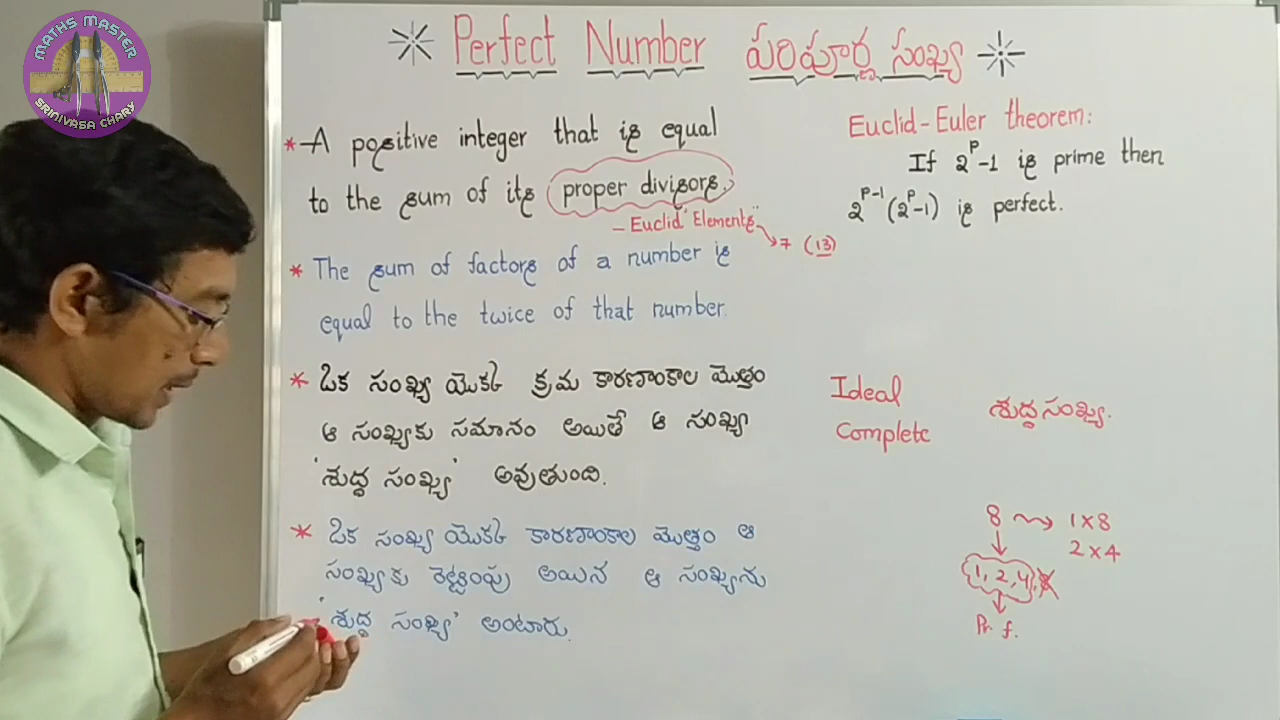 MATHS MASTER
SRINIVASA CHARY
Perfect Number పరిపూర్ణ సంఖ్య
* A positive integer that is equal
to the sum of its proper divisors.
- Euclid "Elements" → 7 (13)
* The sum of factors of a number is
equal to the twice of that number.
* ఒక సంఖ్య యొక్క క్రమ కారణాంకాల మొత్తం
ఆ సంఖ్యకు సమానం అయితే ఆ సంఖ్య
'శుద్ధ సంఖ్య' అవుతుంది.
* ఒక సంఖ్య యొక్క కారణాంకాల మొత్తం ఆ
సంఖ్యకు రెట్టింపు అయిన ఆ సంఖ్యను
'శుద్ధ సంఖ్య' అంటారు.
Euclid-Euler theorem:
If 2^p-1 is prime then
2^p-1 (2^p-1) is perfect.
Ideal
Complete
శుద్ధసంఖ్య.
8 → 1×8
2×4
1, 2, 4, 8
Pr. f.